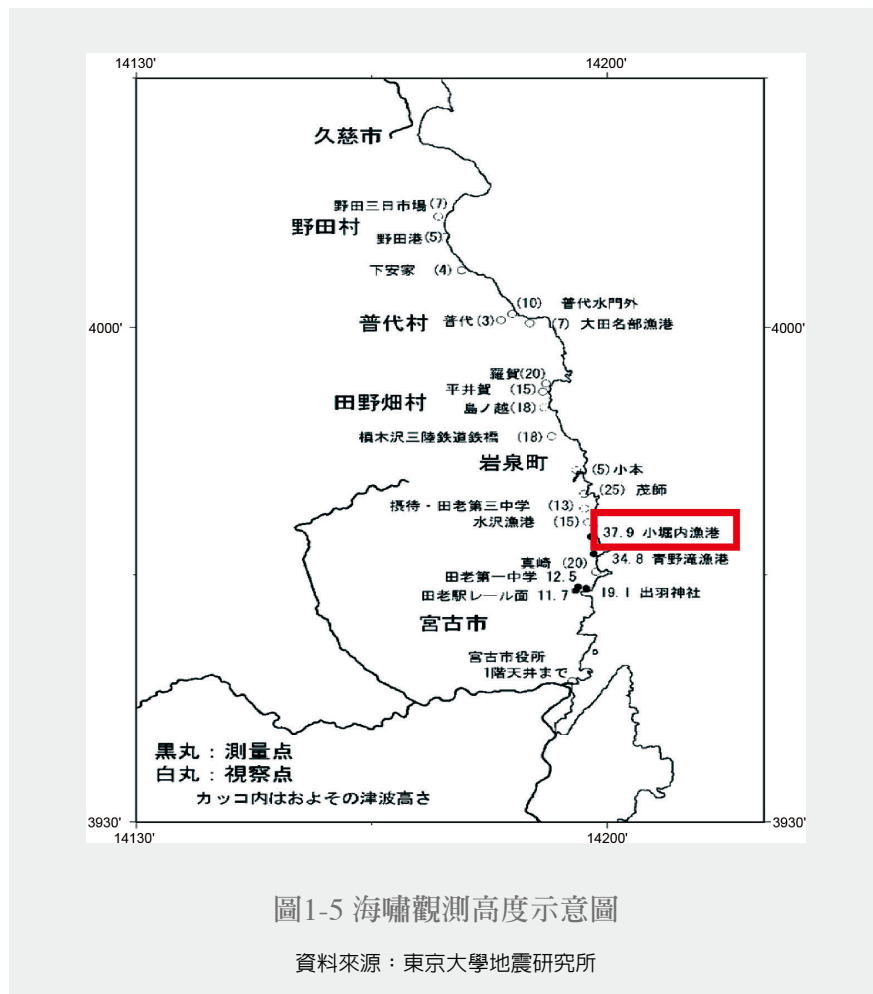 14130' 14200'
久慈市
野田三日市場(7)
野田村
野田港(5)
下安家 (4)
(10) 普代水門外
4000' 普代村 普代(3) (7) 大田名部漁港 4000'
羅賀(20)
平井賀 (15)
田野畑村 島ノ越(18)
槙木沢三陸鉄道鉄橋 (18)
岩泉町 (5)小本
(25) 茂師
摂待・田老第三中学 (13)
水沢漁港 (15)
37.9 小堀内漁港
真崎 (20) 34.8 青野滝漁港
田老第一中学 12.5
田老駅レール面 11.7 19.1 出羽神社
宮古市
宮古市役所
1階天井まで
黒丸：測量点
白丸：視察点
カッコ内はおよその津波高さ
3930' 3930'
14130' 14200'
圖1-5 海嘯觀測高度示意圖
資料來源：東京大學地震研究所